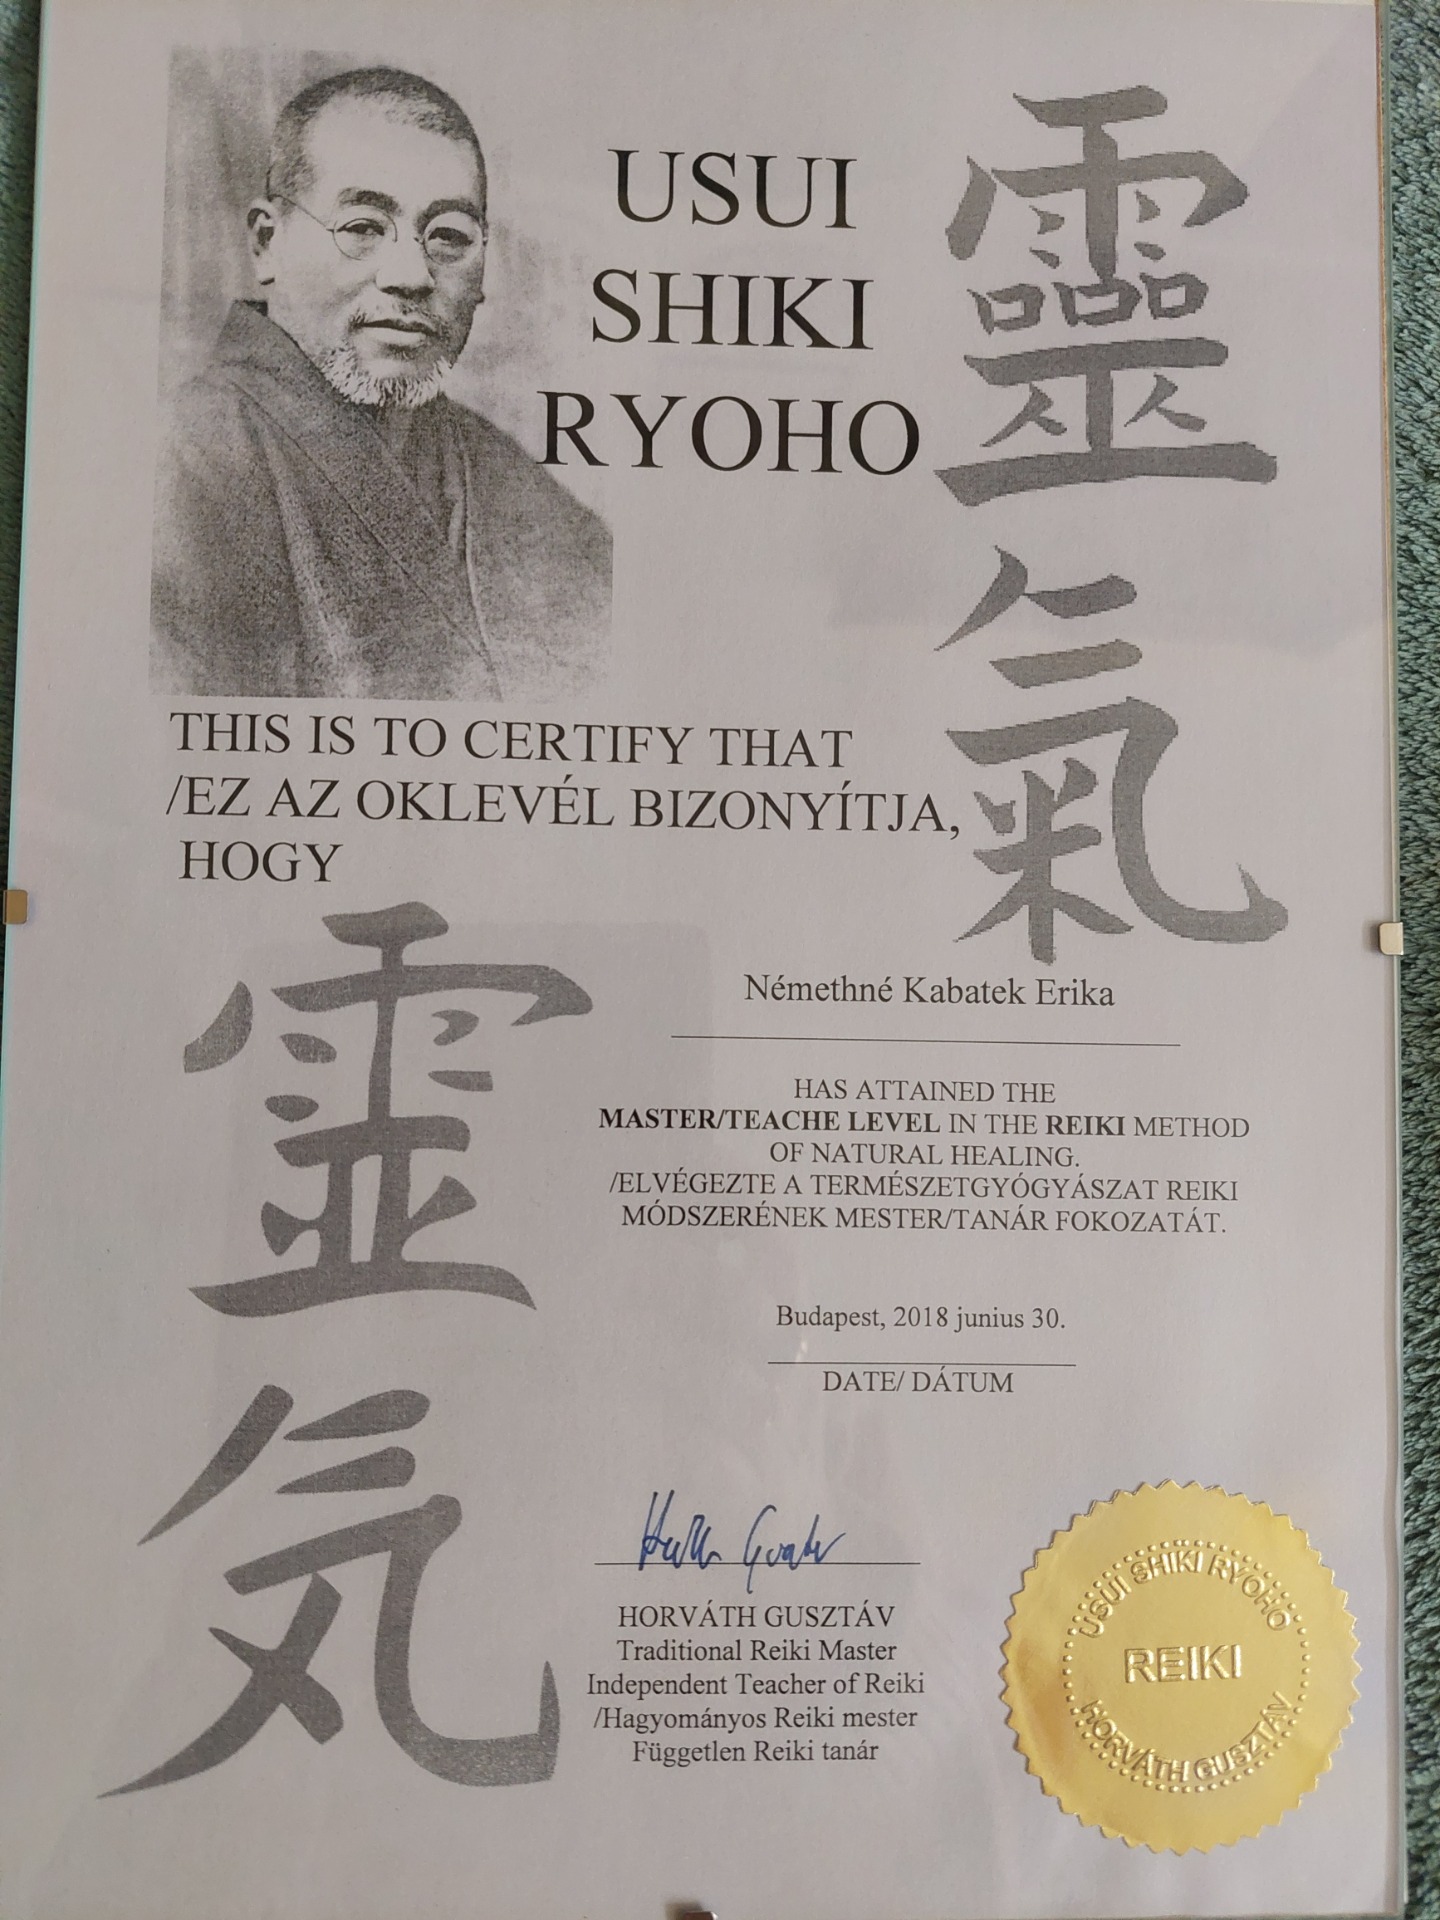 USUI
SHIKI
RYOHO
靈
氣
THIS IS TO CERTIFY THAT
/EZ AZ OKLEVÉL BIZONYÍTJA,
HOGY
霊
気
Némethné Kabatek Erika
HAS ATTAINED THE
MASTER/TEACHE LEVEL IN THE REIKI METHOD
OF NATURAL HEALING.
/ELVÉGEZTE A TERMÉSZETGYÓGYÁSZAT REIKI
MÓDSZERÉNEK MESTER/TANÁR FOKOZATÁT.
Budapest, 2018 junius 30.
DATE/ DÁTUM
HORVÁTH GUSZTÁV
Traditional Reiki Master
Independent Teacher of Reiki
/Hagyományos Reiki mester
Független Reiki tanár
USUI SHIKI RYOHO
REIKI
HORVÁTH GUSZTÁV